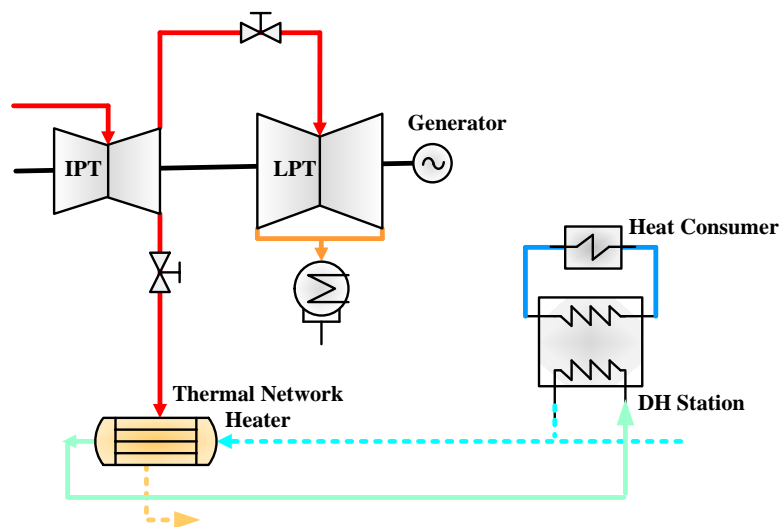 Generator
IPT
LPT
Heat Consumer
Thermal Network
Heater
DH Station